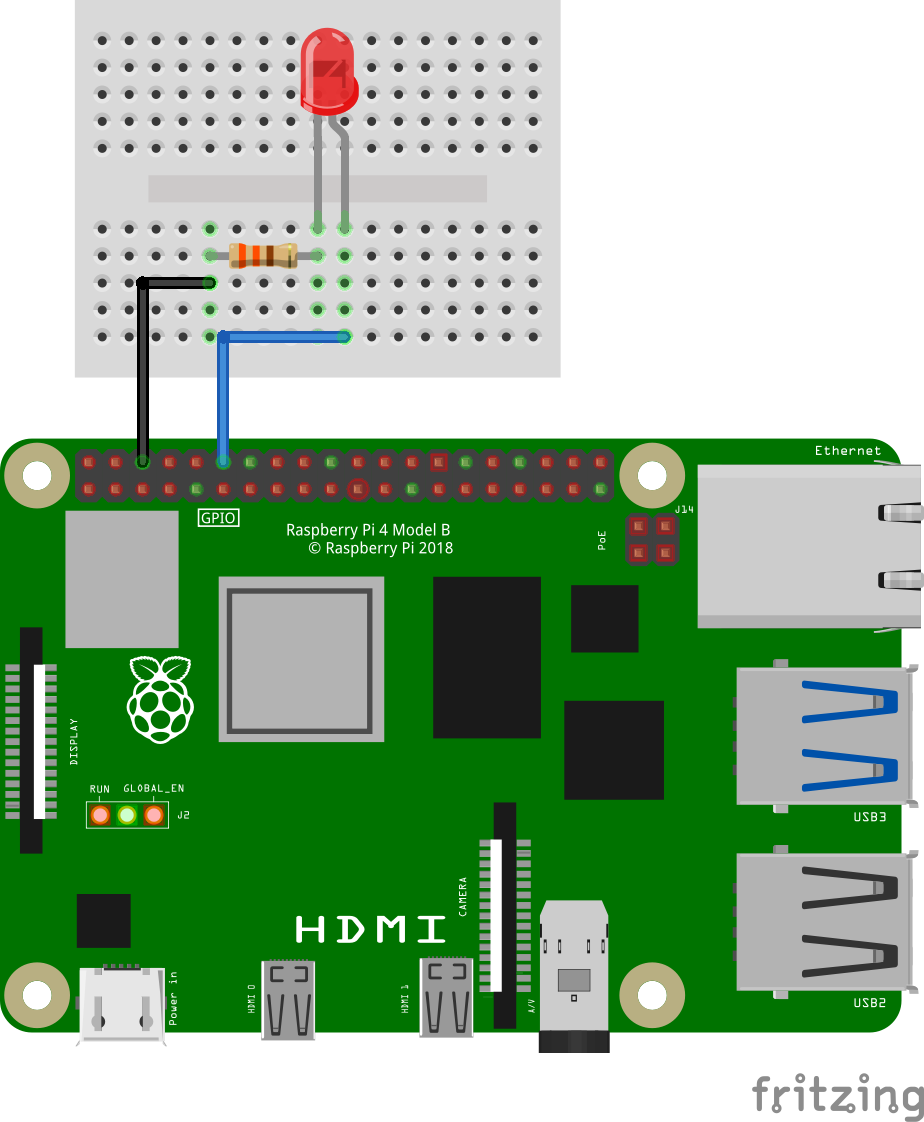 Ethernet
J14
GPIO
PoE
Raspberry Pi 4 Model B
© Raspberry Pi 2018
DISPLAY
RUN GLOBAL_EN
J2
USB3
CAMERA
HDMI
Power in
HDMI 0
HDMI 1
A/V
USB2
fritzing